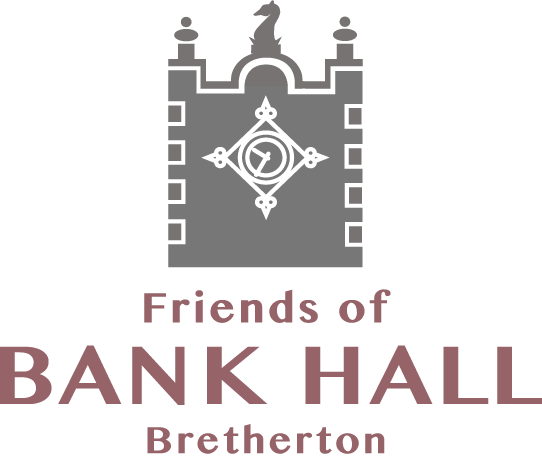 Friends of
BANK HALL
Bretherton